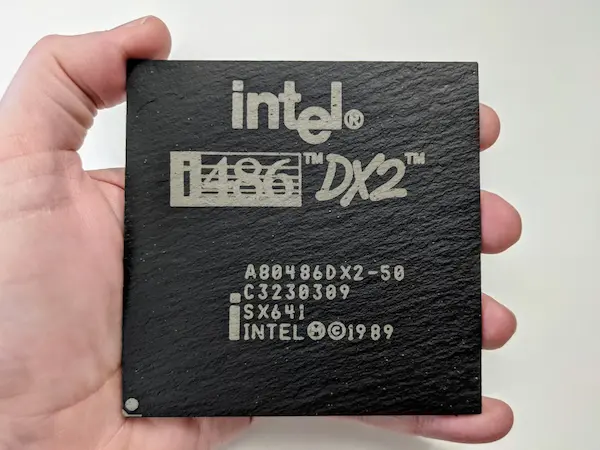 intel®
i486™ DX2™
A80486DX2-50
C3230309
SX641
i INTEL Ⓜ©1989